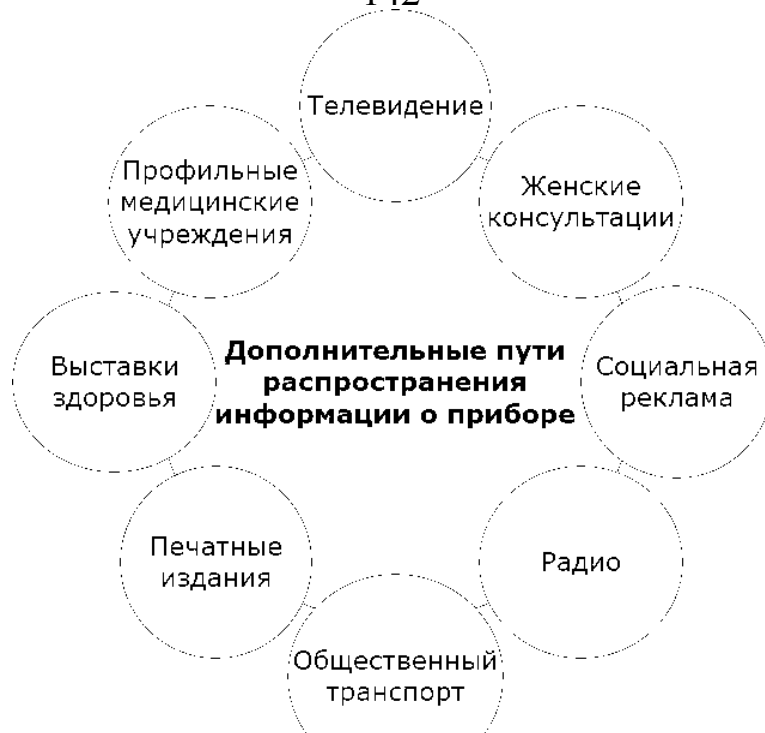 142
Телевидение
Профильные
медицинские
учреждения
Женские
консультации
Выставки
здоровья
Дополнительные пути
распространения
информации о приборе
Социальная
реклама
Печатные
издания
Радио
Общественный
транспорт